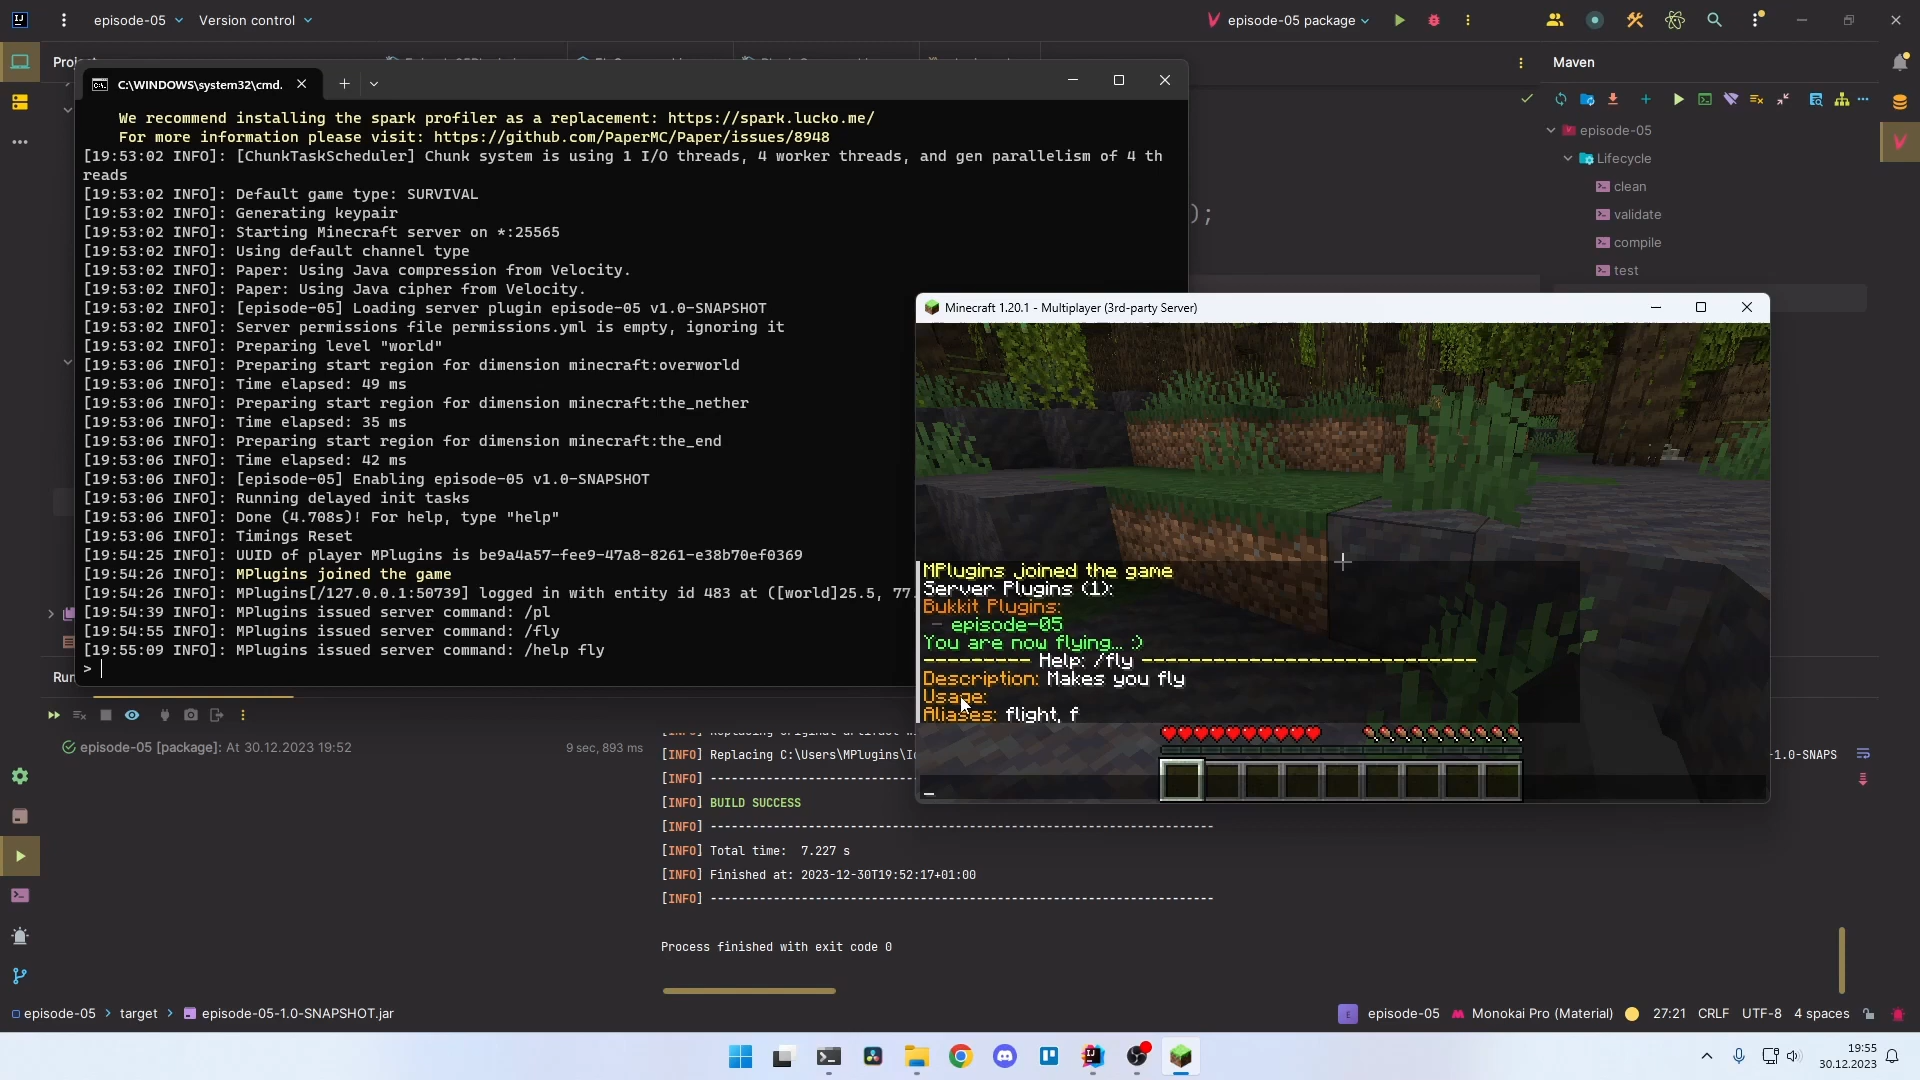 episode-05
Version control
episode-05 package
Maven
C:\WINDOWS\system32\cmd.
We recommend installing the spark profiler as a replacement: https://spark.lucko.me/
For more information please visit: https://github.com/PaperMC/Paper/issues/8948
[19:53:02 INFO]: [ChunkTaskScheduler] Chunk system is using 1 I/O threads, 4 worker threads, and gen parallelism of 4 th
reads
[19:53:02 INFO]: Default game type: SURVIVAL
[19:53:02 INFO]: Generating keypair
[19:53:02 INFO]: Starting Minecraft server on *:25565
[19:53:02 INFO]: Using default channel type
[19:53:02 INFO]: Paper: Using Java compression from Velocity.
[19:53:02 INFO]: Paper: Using Java cipher from Velocity.
[19:53:02 INFO]: [episode-05] Loading server plugin episode-05 v1.0-SNAPSHOT
[19:53:02 INFO]: Server permissions file permissions.yml is empty, ignoring it
[19:53:02 INFO]: Preparing level "world"
[19:53:06 INFO]: Preparing start region for dimension minecraft:overworld
[19:53:06 INFO]: Time elapsed: 49 ms
[19:53:06 INFO]: Preparing start region for dimension minecraft:the_nether
[19:53:06 INFO]: Time elapsed: 35 ms
[19:53:06 INFO]: Preparing start region for dimension minecraft:the_end
[19:53:06 INFO]: Time elapsed: 42 ms
[19:53:06 INFO]: [episode-05] Enabling episode-05 v1.0-SNAPSHOT
[19:53:06 INFO]: Running delayed init tasks
[19:53:06 INFO]: Done (4.708s)! For help, type "help"
[19:53:06 INFO]: Timings Reset
[19:54:25 INFO]: UUID of player MPlugins is be9a4a57-fee9-47a8-8261-e38b70ef0369
[19:54:26 INFO]: MPlugins joined the game
[19:54:26 INFO]: MPlugins[/127.0.0.1:50739] logged in with entity id 483 at ([world]25.5, 77.
[19:54:39 INFO]: MPlugins issued server command: /pl
[19:54:55 INFO]: MPlugins issued server command: /fly
[19:55:09 INFO]: MPlugins issued server command: /help fly
>
);
episode-05
Lifecycle
clean
validate
compile
test
Minecraft 1.20.1 - Multiplayer (3rd-party Server)
MPlugins joined the game
Server Plugins (1):
Bukkit Plugins:
- episode-05
You are now flying... :)
--------- Help: /fly ---------------------------
Description: Makes you fly
Usage:
Aliases: flight, f
_
Run
episode-05 [package]: At 30.12.2023 19:52
9 sec, 893 ms
[INFO] Replacing C:\Users\MPlugins\I
-1.0-SNAPS
[INFO] ----------------------------
[INFO] BUILD SUCCESS
[INFO] ------------------------------------------------------------------------
[INFO] Total time:  7.227 s
[INFO] Finished at: 2023-12-30T19:52:17+01:00
[INFO] ------------------------------------------------------------------------
Process finished with exit code 0
episode-05 > target > episode-05-1.0-SNAPSHOT.jar
episode-05
Monokai Pro (Material)
27:21
CRLF
UTF-8
4 spaces
19:55
30.12.2023